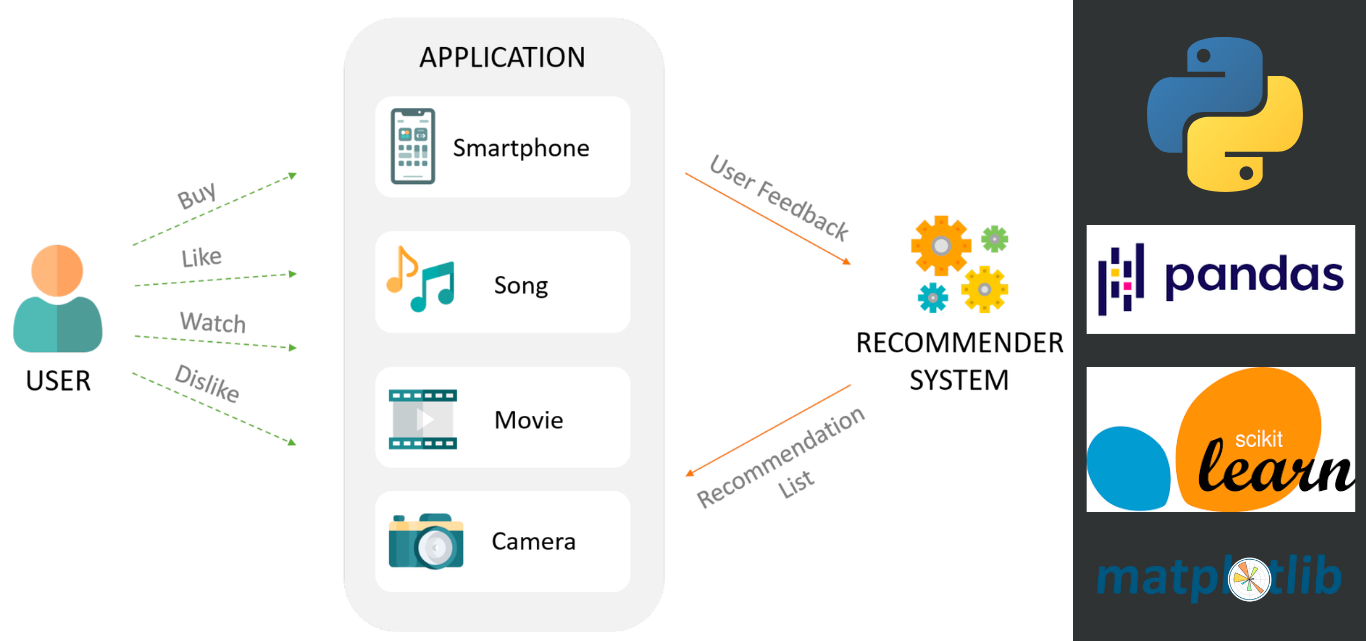 APPLICATION
Smartphone
Song
Movie
Camera
Buy
Like
Watch
Dislike
USER
User Feedback
RECOMMENDER
SYSTEM
Recommendation
List
pandas
scikit
learn
matplotlib